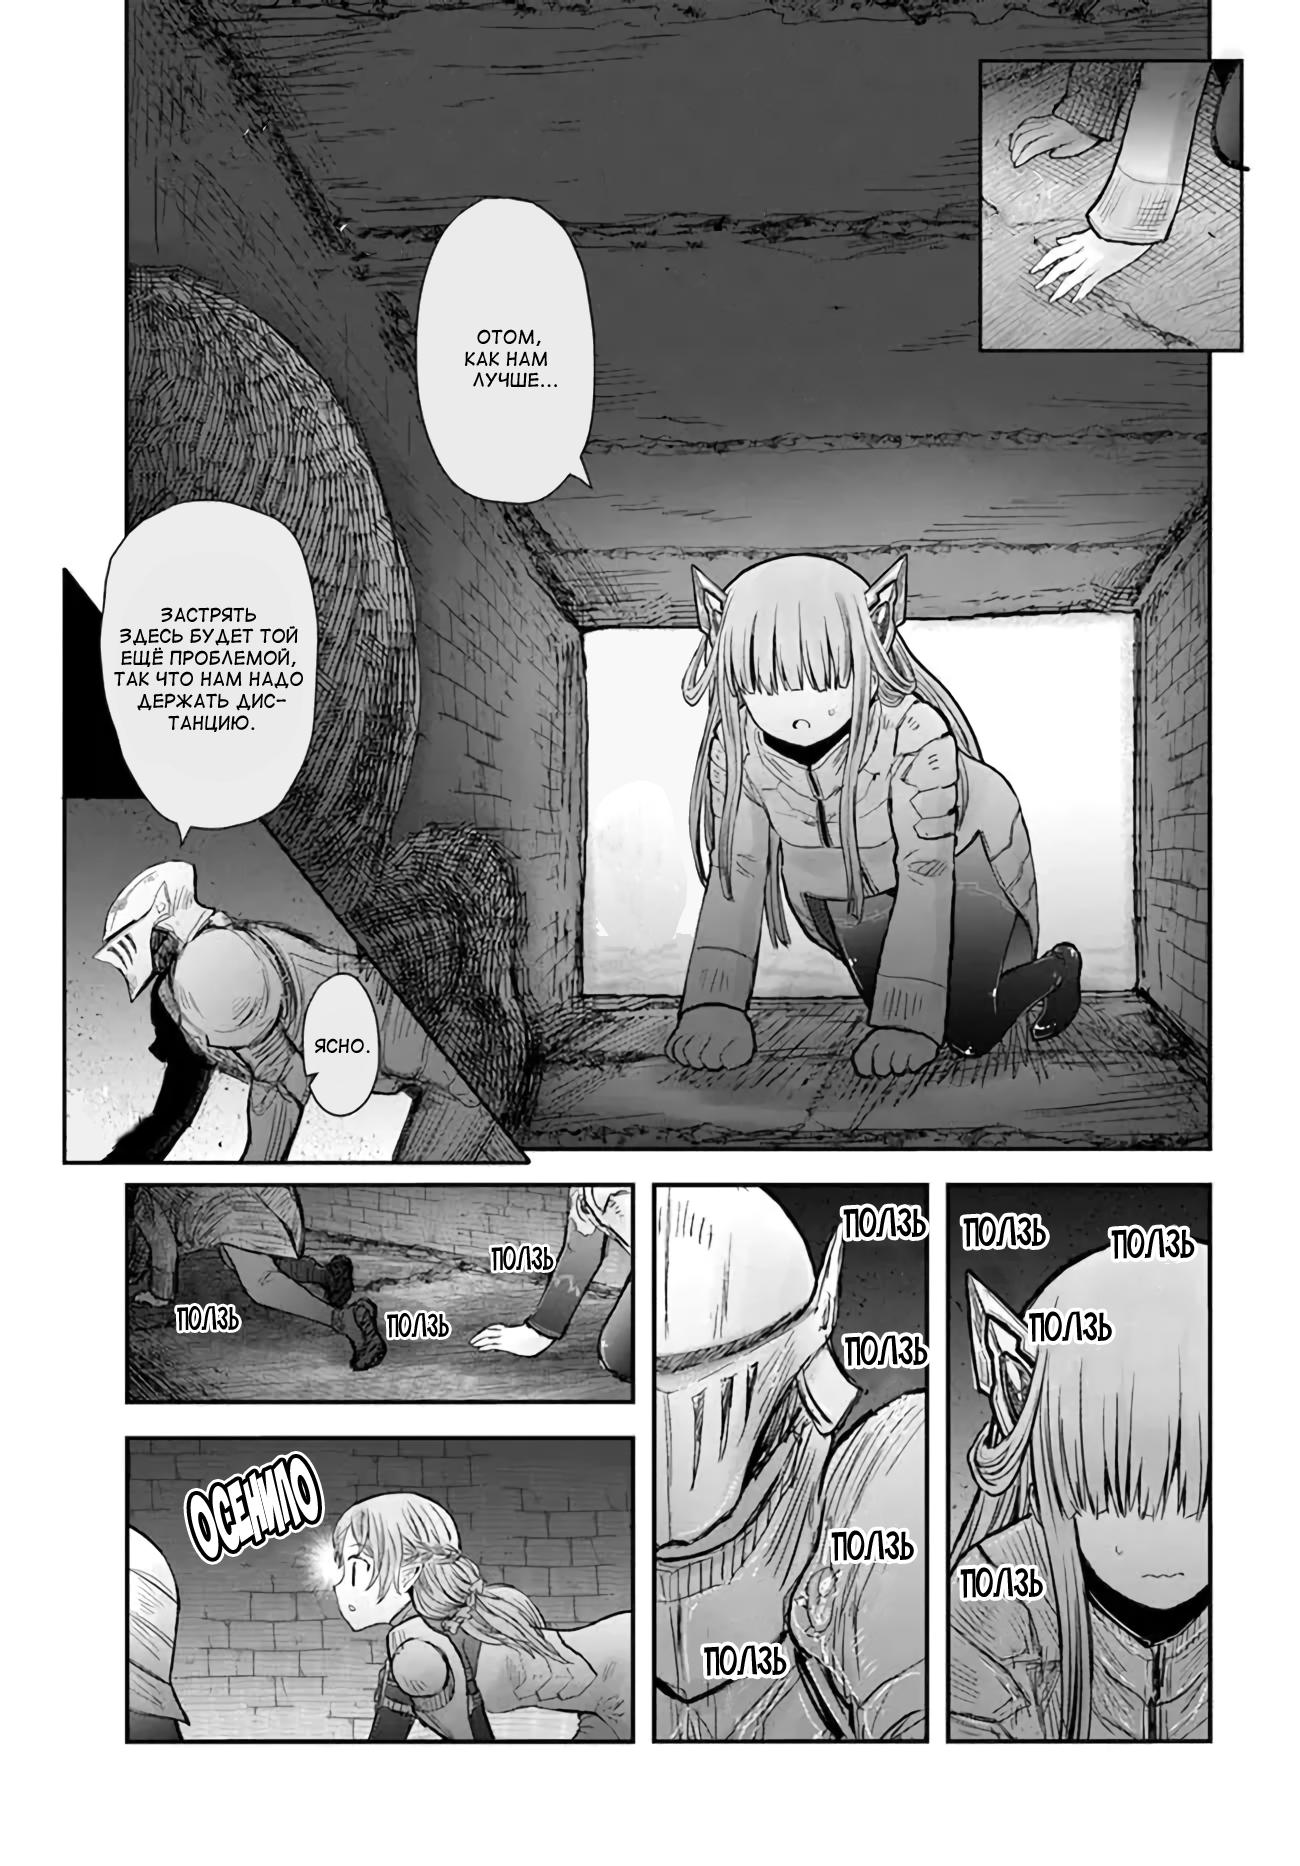 ОТОМ,
КАК НАМ
ЛУЧШЕ...
ЗАСТРЯТЬ
ЗДЕСЬ БУДЕТ ТОЙ
ЕЩЁ ПРОБЛЕМОЙ,
ТАК ЧТО НАМ НАДО
ДЕРЖАТЬ ДИС-
ТАНЦИЮ.
ЯСНО.
ПОЛЗЬ
ПОЛЗЬ
ПОЛЗЬ
ПОЛЗЬ
ПОЛЗЬ
ПОЛЗЬ
ПОЛЗЬ
ПОЛЗЬ
ПОЛЗЬ
ПОЛЗЬ
ПОЛЗЬ
ОСЕНИЛО